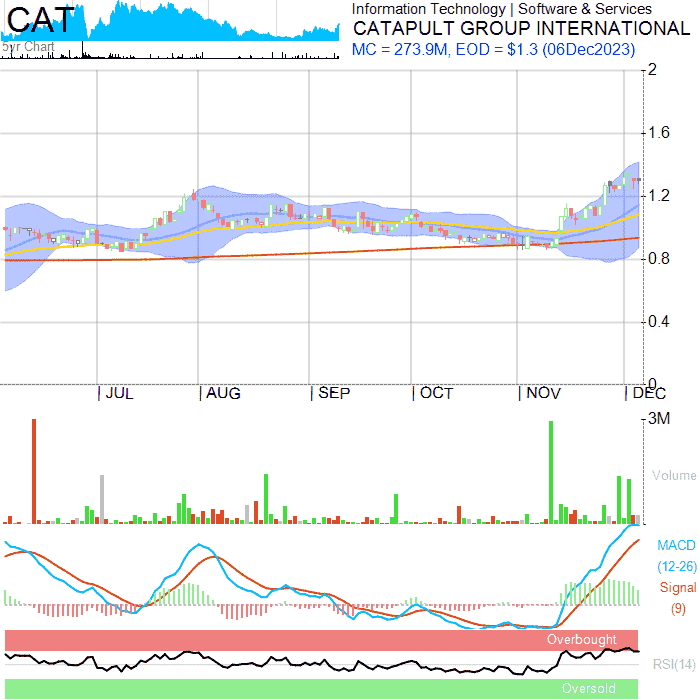 CAT
5yr Chart
Information Technology | Software & Services
CATAPULT GROUP INTERNATIONAL
MC = 273.9M, EOD = $1.3 (06Dec2023)
2
1.6
1.2
0.8
0.4
0
JUL AUG SEP OCT NOV DEC
3M
Volume
MACD
(12-26)
Signal
(9)
Overbought
RSI(14)
Oversold